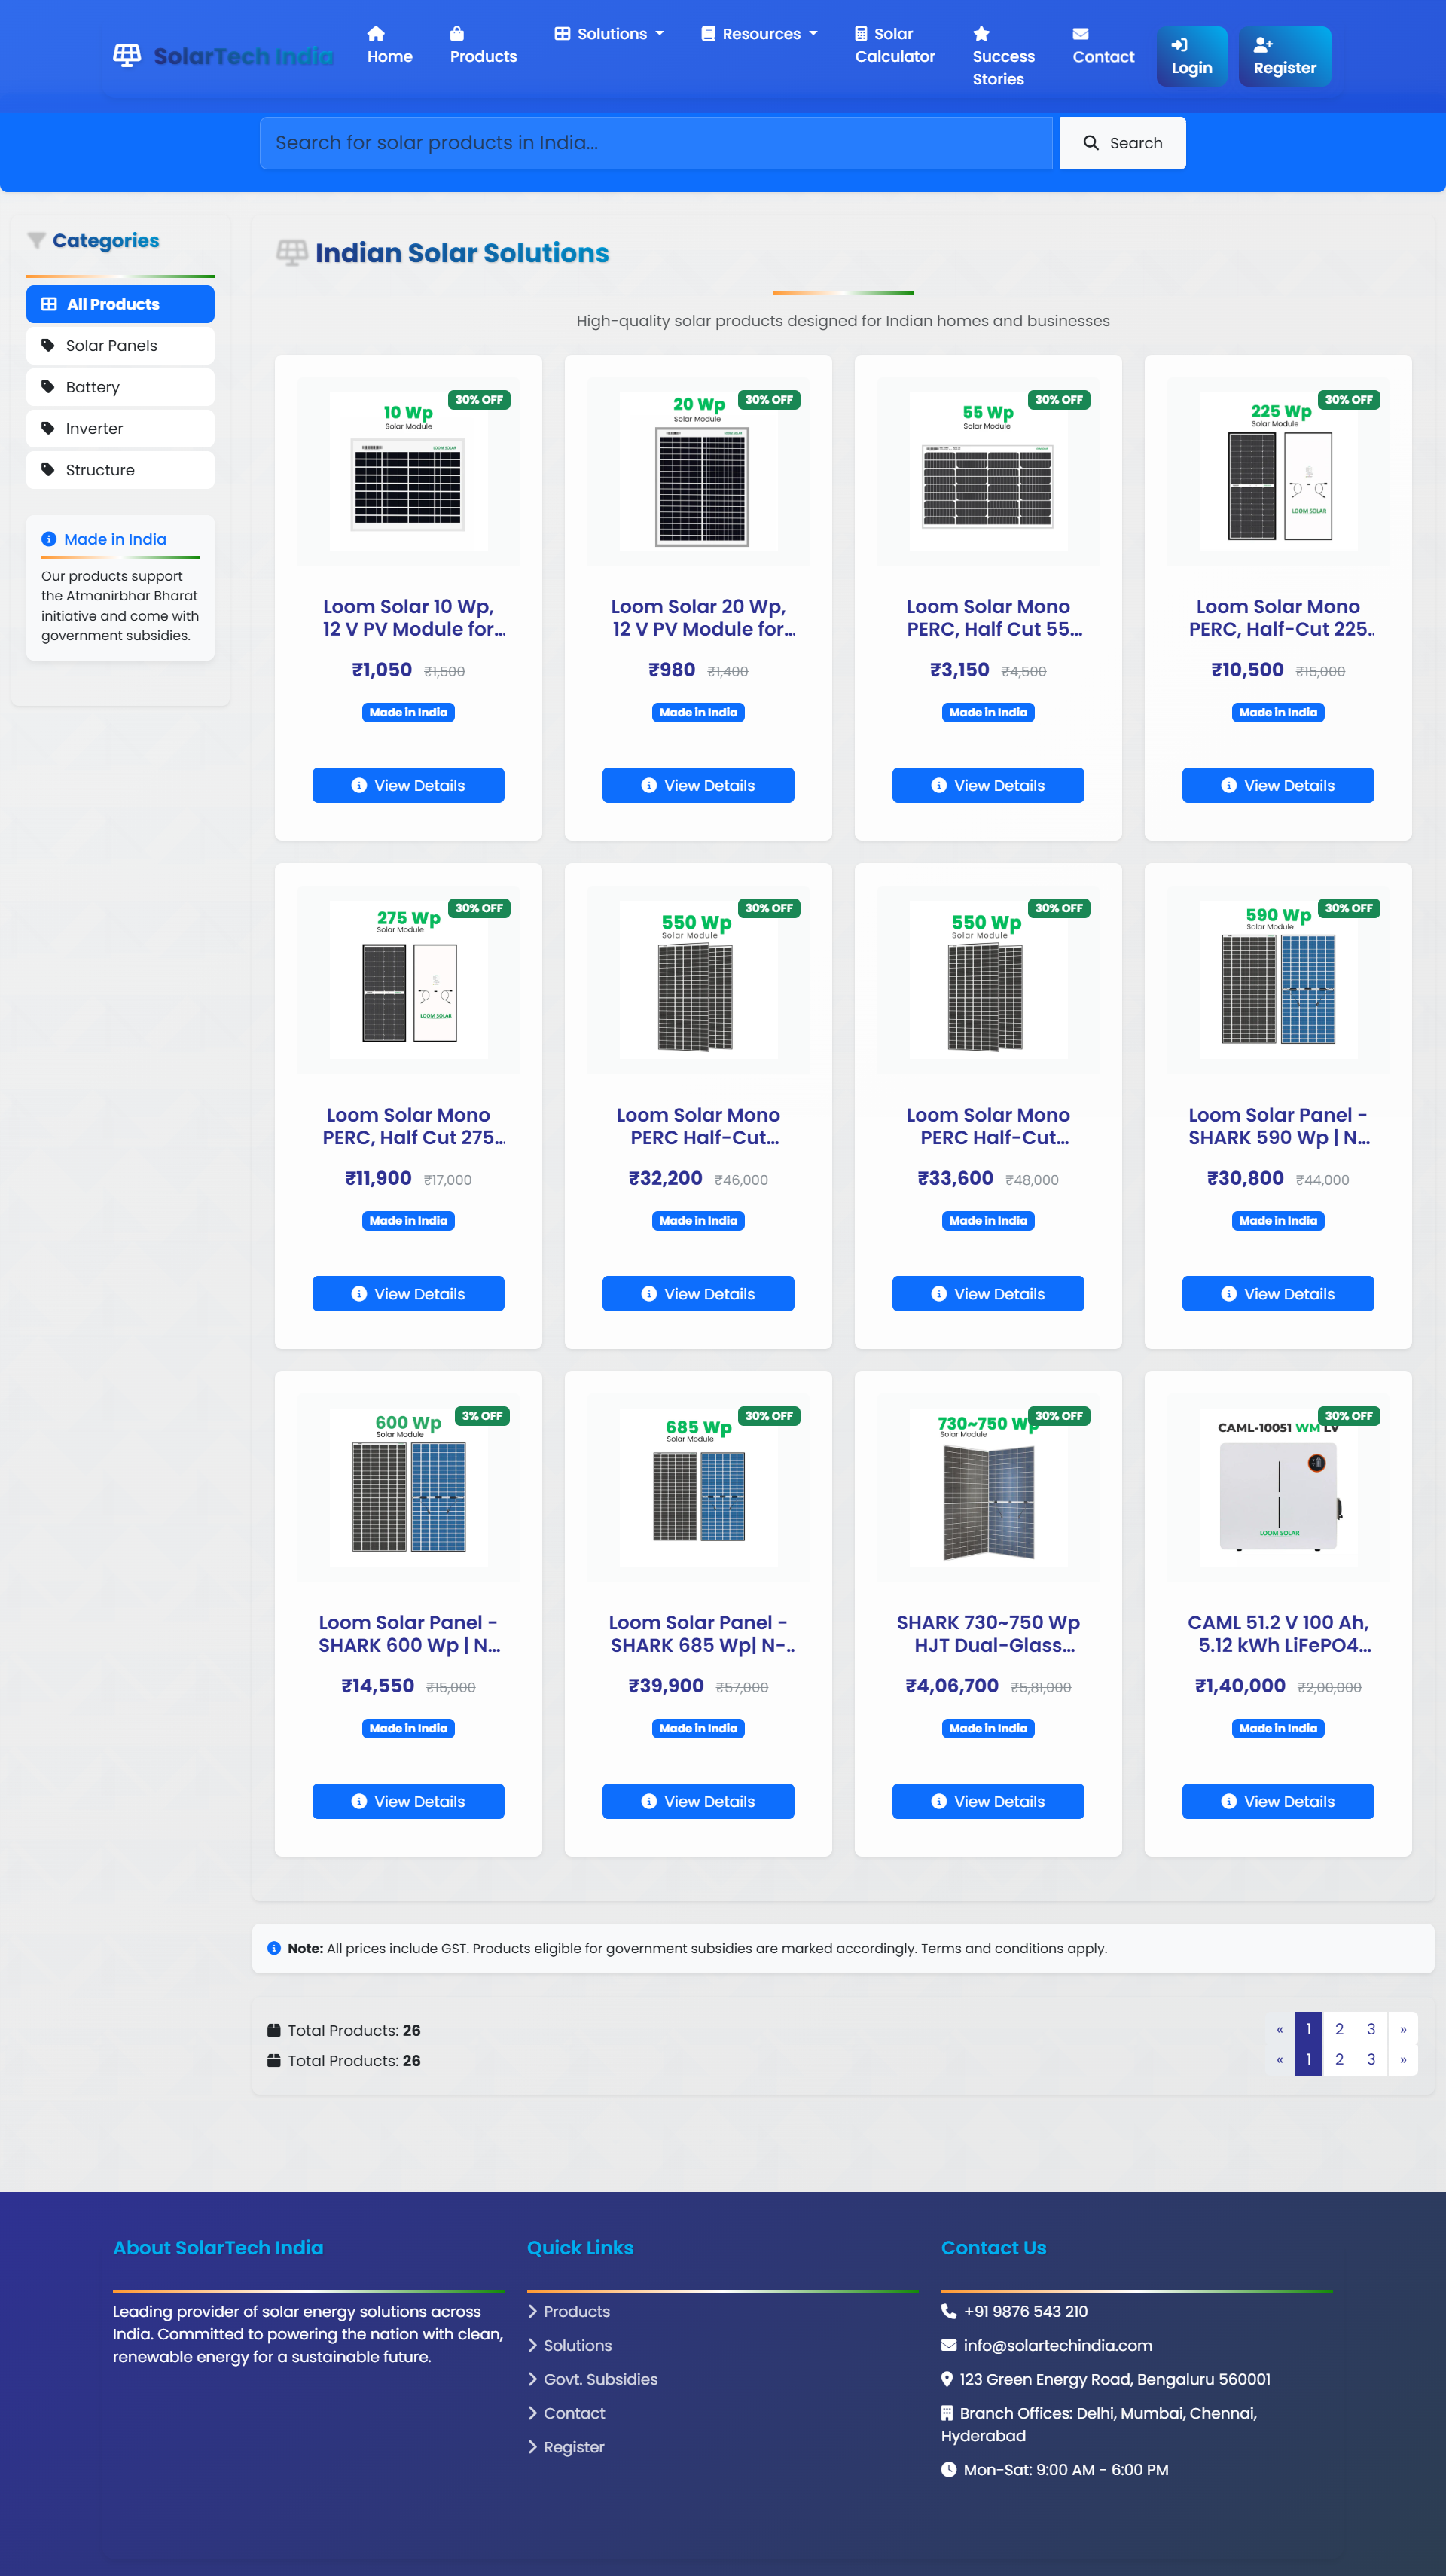 SolarTech India
Home
Products
Solutions
Resources
Solar
Calculator
Success
Stories
Contact
Login
Register
Search for solar products in India...
Search
Categories
All Products
Solar Panels
Battery
Inverter
Structure
Made in India
Our products support
the Atmanirbhar Bharat
initiative and come with
government subsidies.
Indian Solar Solutions
High-quality solar products designed for Indian homes and businesses
30% OFF
10 Wp
Solar Module
Loom Solar 10 Wp,
12 V PV Module for...
₹1,050 ₹1,500
Made in India
View Details
30% OFF
20 Wp
Solar Module
Loom Solar 20 Wp,
12 V PV Module for...
₹980 ₹1,400
Made in India
View Details
30% OFF
55 Wp
Solar Module
Loom Solar Mono
PERC, Half Cut 55...
₹3,150 ₹4,500
Made in India
View Details
30% OFF
225 Wp
Solar Module
LOOM SOLAR
Loom Solar Mono
PERC, Half-Cut 225...
₹10,500 ₹15,000
Made in India
View Details
30% OFF
275 Wp
Solar Module
LOOM SOLAR
Loom Solar Mono
PERC, Half Cut 275...
₹11,900 ₹17,000
Made in India
View Details
30% OFF
550 Wp
Solar Module
Loom Solar Mono
PERC Half-Cut...
₹32,200 ₹46,000
Made in India
View Details
30% OFF
550 Wp
Solar Module
Loom Solar Mono
PERC Half-Cut...
₹33,600 ₹48,000
Made in India
View Details
30% OFF
590 Wp
Solar Module
Loom Solar Panel -
SHARK 590 Wp | N...
₹30,800 ₹44,000
Made in India
View Details
3% OFF
600 Wp
Solar Module
Loom Solar Panel -
SHARK 600 Wp | N...
₹14,550 ₹15,000
Made in India
View Details
30% OFF
685 Wp
Solar Module
Loom Solar Panel -
SHARK 685 Wp| N-...
₹39,900 ₹57,000
Made in India
View Details
30% OFF
730~750 Wp
Solar Module
SHARK 730~750 Wp
HJT Dual-Glass...
₹4,06,700 ₹5,81,000
Made in India
View Details
30% OFF
CAML-10051 WM LV
LOOM SOLAR
CAML 51.2 V 100 Ah,
5.12 kWh LiFePO4...
₹1,40,000 ₹2,00,000
Made in India
View Details
Note: All prices include GST. Products eligible for government subsidies are marked accordingly. Terms and conditions apply.
Total Products: 26
« 1 2 3 »
Total Products: 26
« 1 2 3 »
About SolarTech India
Leading provider of solar energy solutions across
India. Committed to powering the nation with clean,
renewable energy for a sustainable future.
Quick Links
Products
Solutions
Govt. Subsidies
Contact
Register
Contact Us
+91 9876 543 210
info@solartechindia.com
123 Green Energy Road, Bengaluru 560001
Branch Offices: Delhi, Mumbai, Chennai,
Hyderabad
Mon-Sat: 9:00 AM - 6:00 PM